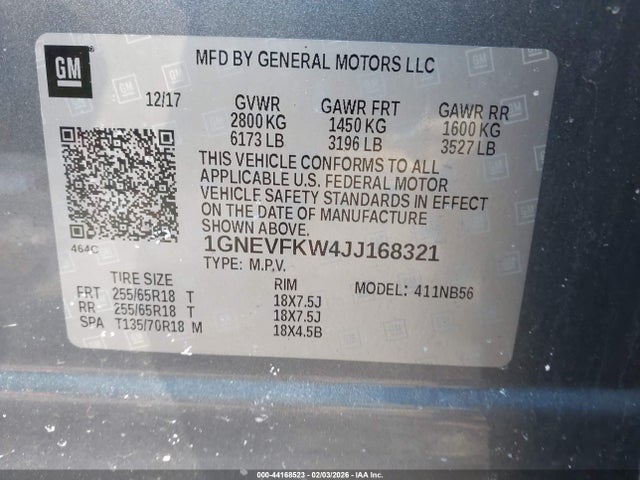 GM
MFD BY GENERAL MOTORS LLC
12/17
GVWR GAWR FRT GAWR RR
2800 KG 1450 KG 1600 KG
6173 LB 3196 LB 3527 LB
THIS VEHICLE CONFORMS TO ALL
APPLICABLE U.S. FEDERAL MOTOR
VEHICLE SAFETY STANDARDS IN EFFECT
ON THE DATE OF MANUFACTURE
SHOWN ABOVE.
464C
1GNEVFKW4JJ168321
TYPE: M.P.V.
TIRE SIZE RIM MODEL: 411NB56
FRT 255/65R18 T 18X7.5J
RR 255/65R18 T 18X7.5J
SPA T135/70R18 M 18X4.5B
000-44168523 - 02/03/2026 - IAA Inc.